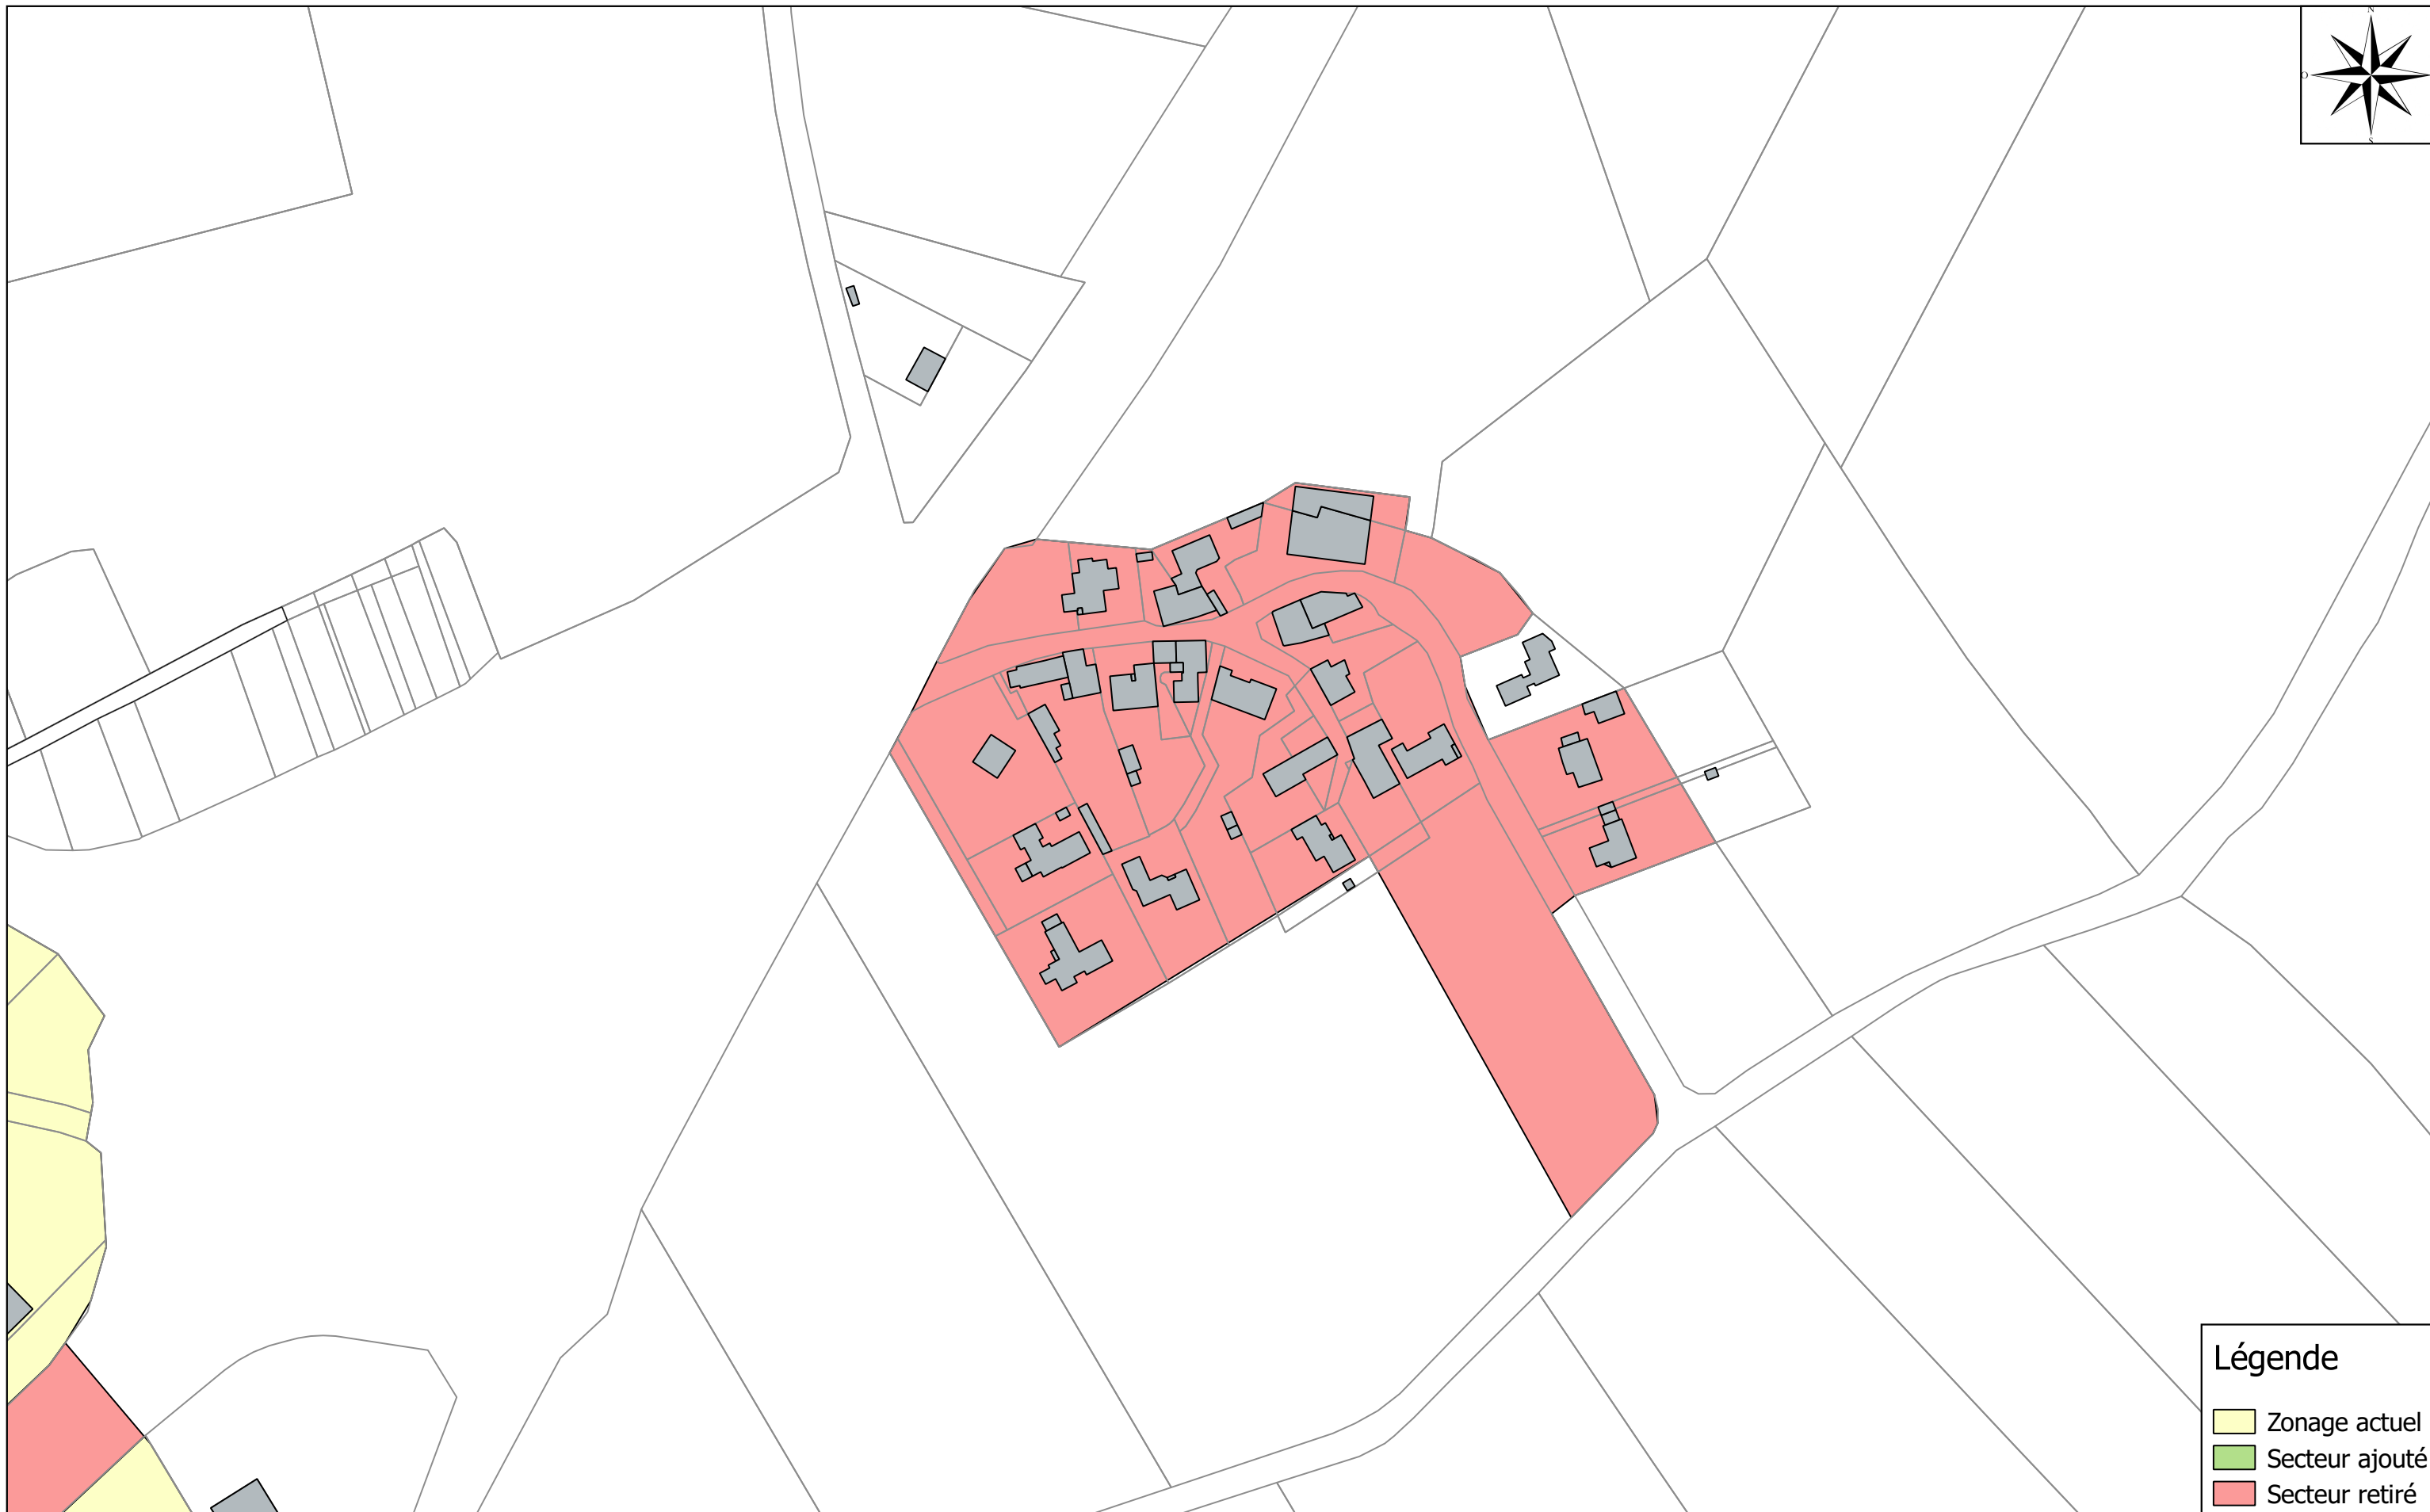 N
O
S
Légende
Zonage actuel
Secteur ajouté
Secteur retiré